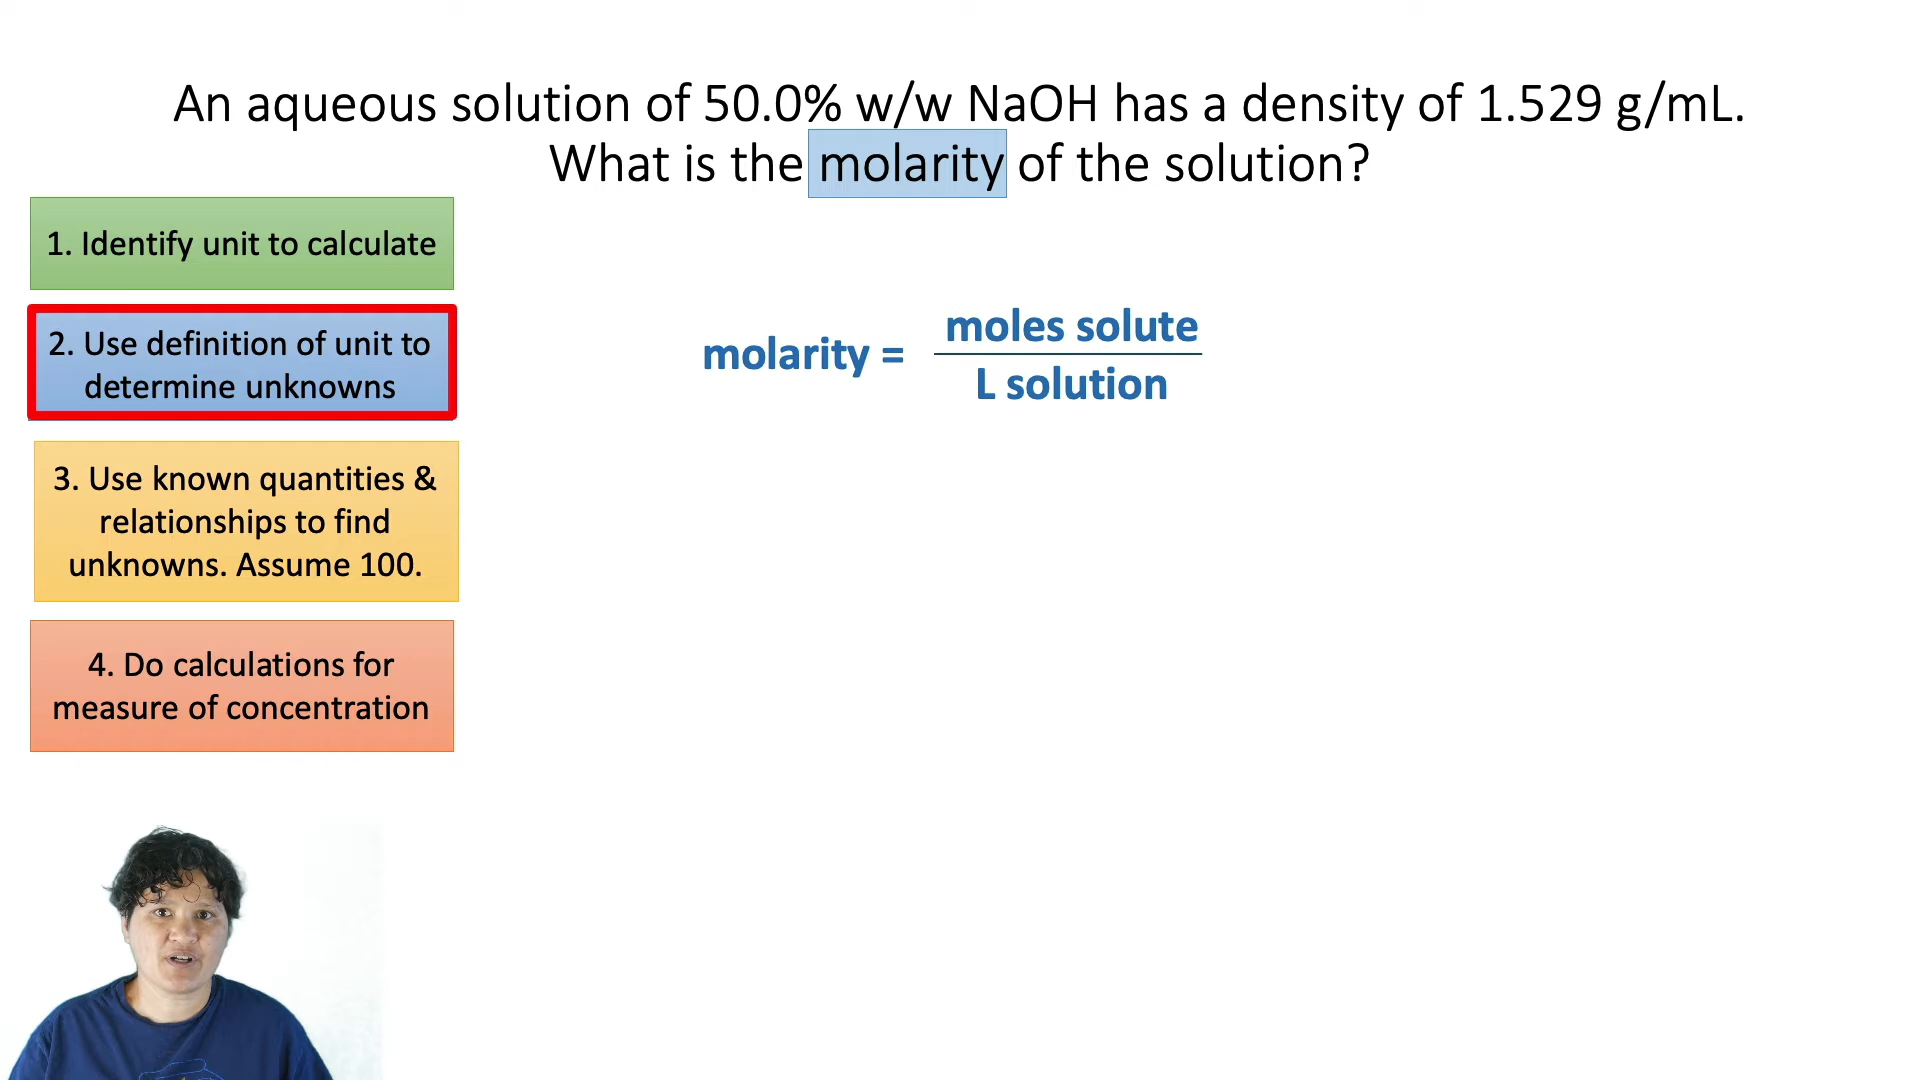 An aqueous solution of 50.0% w/w NaOH has a density of 1.529 g/mL.
What is the molarity of the solution?
1. Identify unit to calculate
2. Use definition of unit to
determine unknowns
3. Use known quantities &
relationships to find
unknowns. Assume 100.
4. Do calculations for
measure of concentration
molarity =
moles solute
L solution